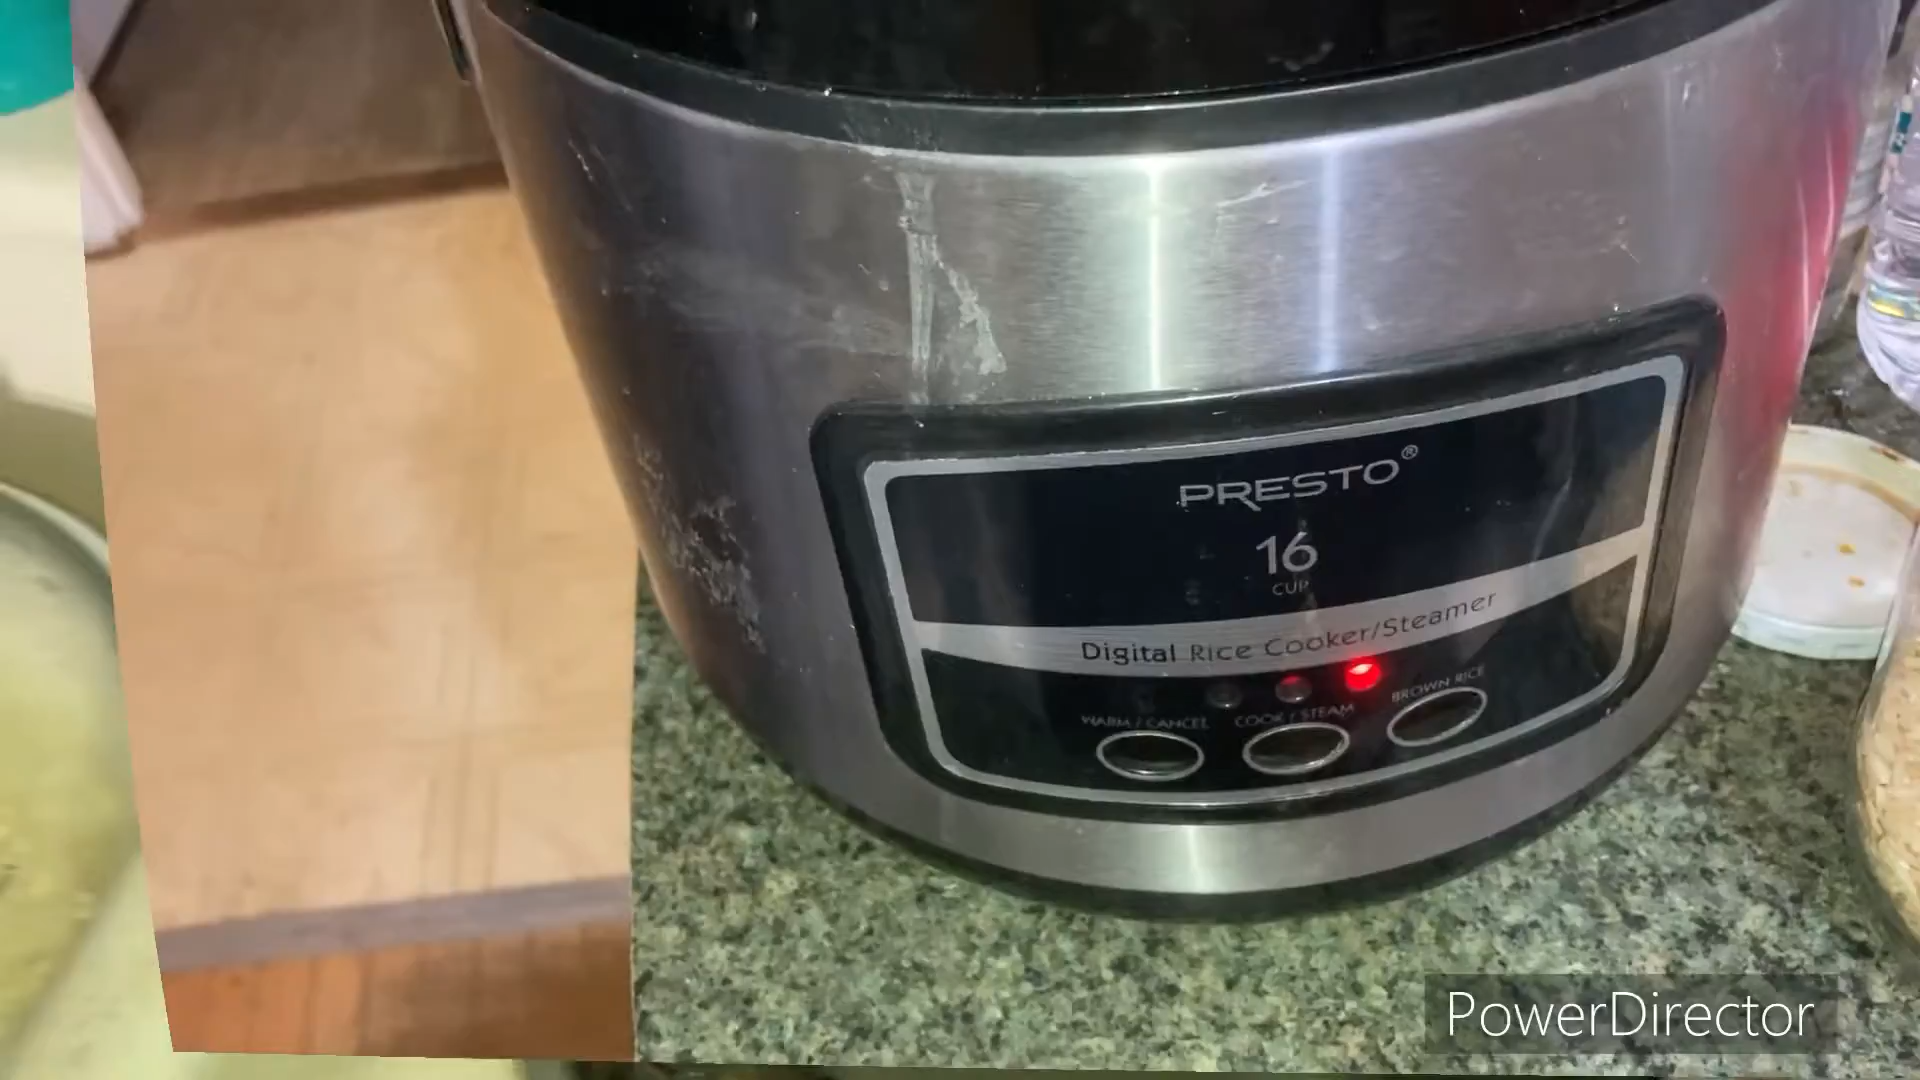 PRESTO®
16
CUP
Digital Rice Cooker/Steamer
WARM / CANCEL
COOK / STEAM
BROWN RICE
PowerDirector